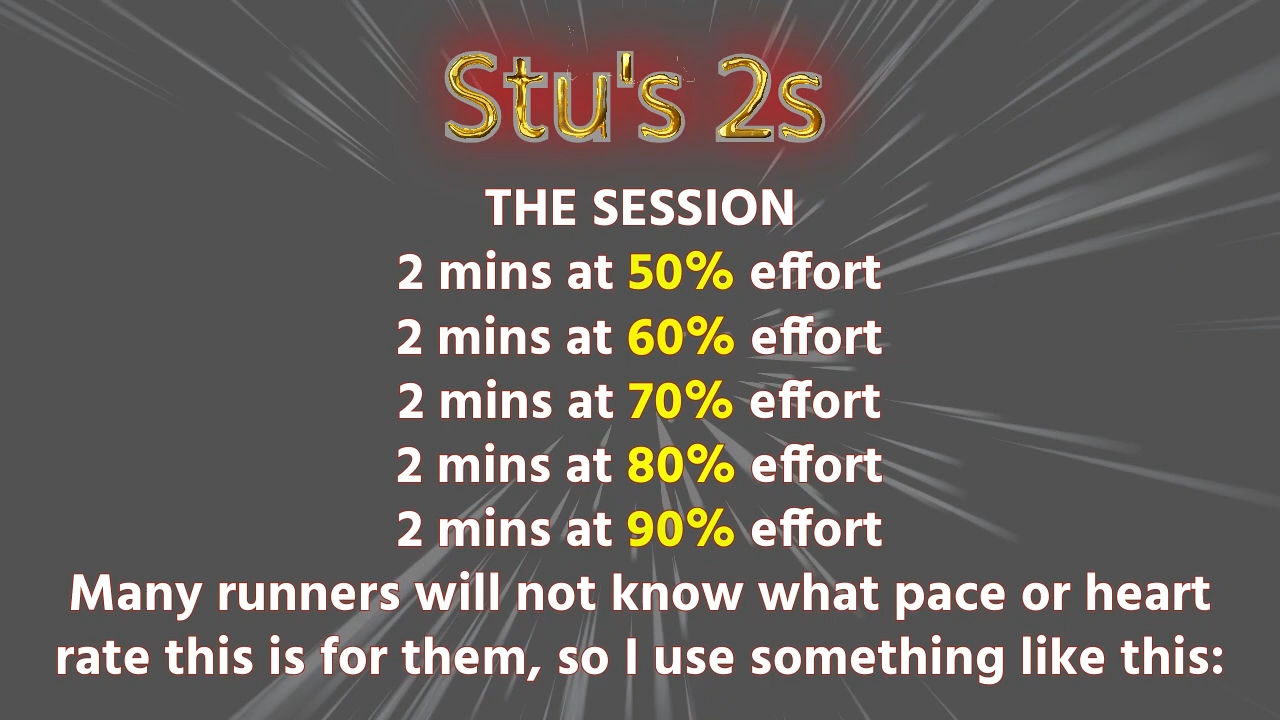 Stu's 2s
THE SESSION
2 mins at 50% effort
2 mins at 60% effort
2 mins at 70% effort
2 mins at 80% effort
2 mins at 90% effort
Many runners will not know what pace or heart
rate this is for them, so I use something like this: